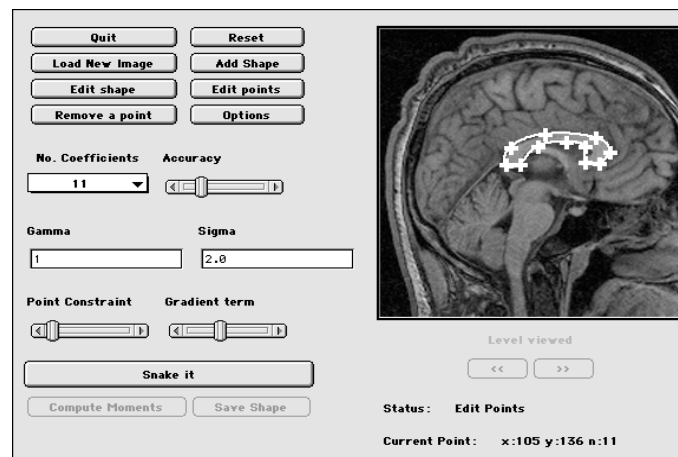 Quit Reset
Load New Image Add Shape
Edit shape Edit points
Remove a point Options
No. Coefficients Accuracy
11
Gamma Sigma
1 2.0
Point Constraint Gradient term
Level viewed
<< >>
Snake it
Compute Moments Save Shape
Status: Edit Points
Current Point: x:105 y:136 n:11